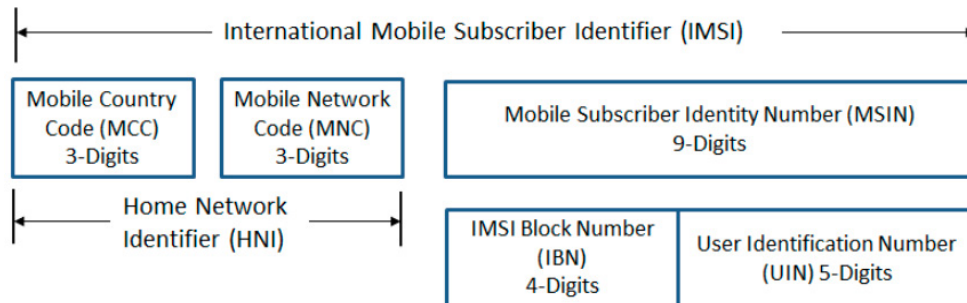 International Mobile Subscriber Identifier (IMSI)
Mobile Country
Code (MCC)
3-Digits
Mobile Network
Code (MNC)
3-Digits
Mobile Subscriber Identity Number (MSIN)
9-Digits
Home Network
Identifier (HNI)
IMSI Block Number
(IBN)
4-Digits
User Identification Number
(UIN) 5-Digits